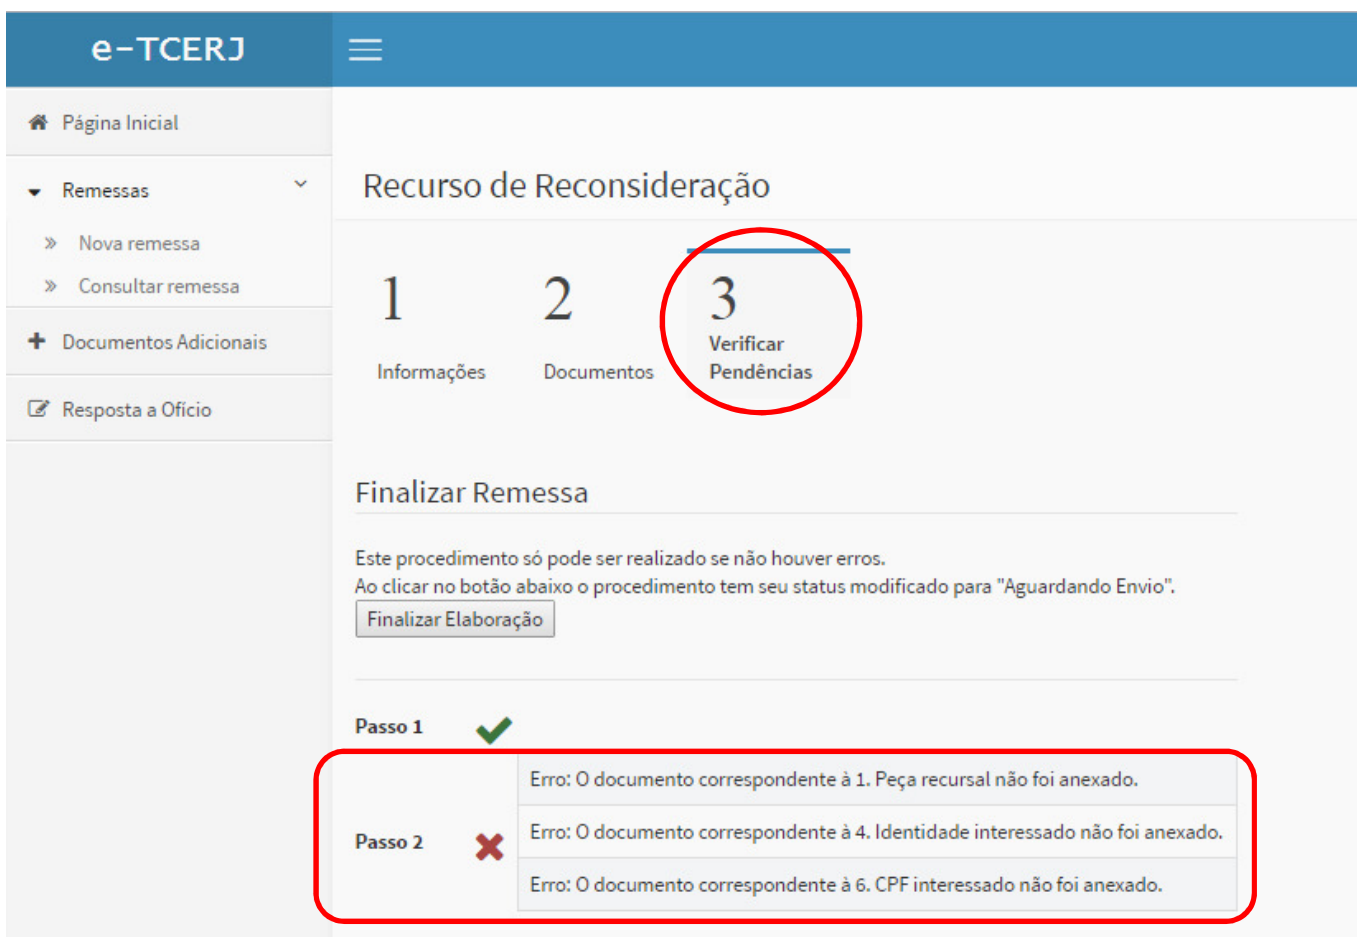 e-TCERJ
Página Inicial
Remessas
Nova remessa
Consultar remessa
Documentos Adicionais
Resposta a Ofício
Recurso de Reconsideração
1
Informações
2
Documentos
3
Verificar
Pendências
Finalizar Remessa
Este procedimento só pode ser realizado se não houver erros.
Ao clicar no botão abaixo o procedimento tem seu status modificado para "Aguardando Envio".
Finalizar Elaboração
Passo 1
Passo 2
Erro: O documento correspondente à 1. Peça recursal não foi anexado.
Erro: O documento correspondente à 4. Identidade interessado não foi anexado.
Erro: O documento correspondente à 6. CPF interessado não foi anexado.